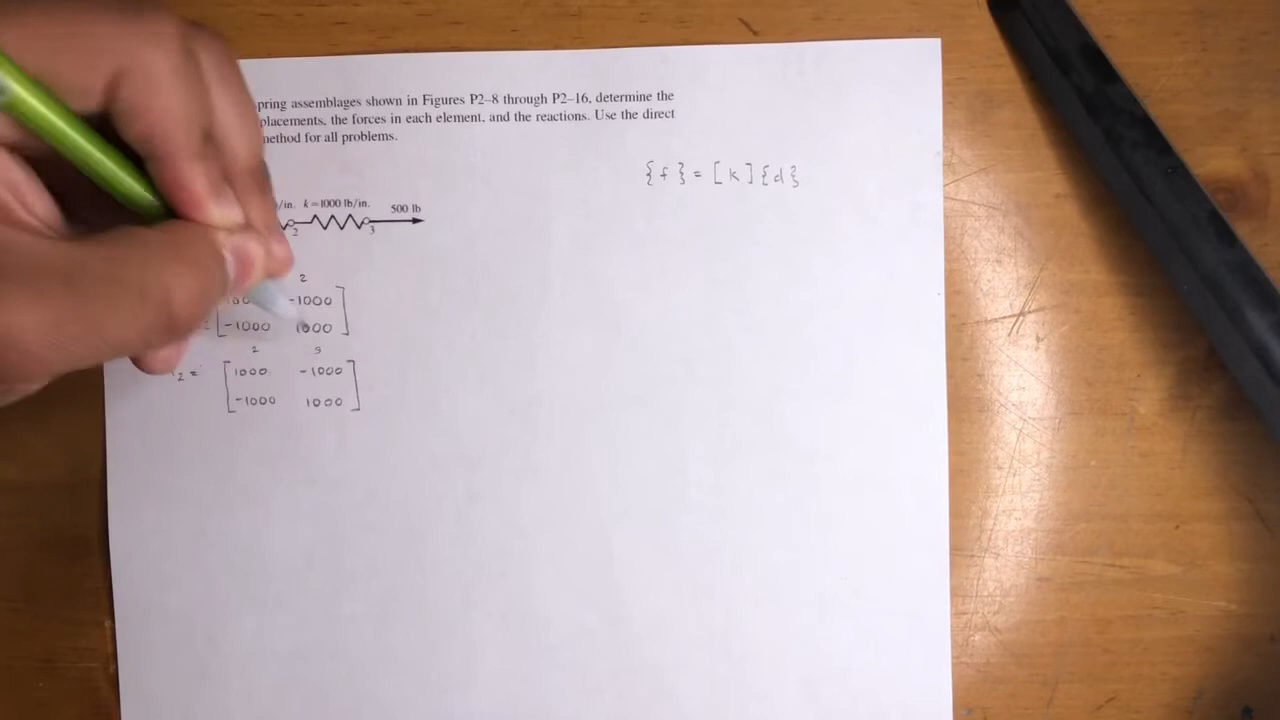 pring assemblages shown in Figures P2–8 through P2–16, determine the
placements, the forces in each element, and the reactions. Use the direct
method for all problems.
{f} = [k]{d}
/in. k = 1000 lb/in. 500 lb
2 3
2
-1000
-1000 1000
2 3
2 = 1000 -1000
-1000 1000